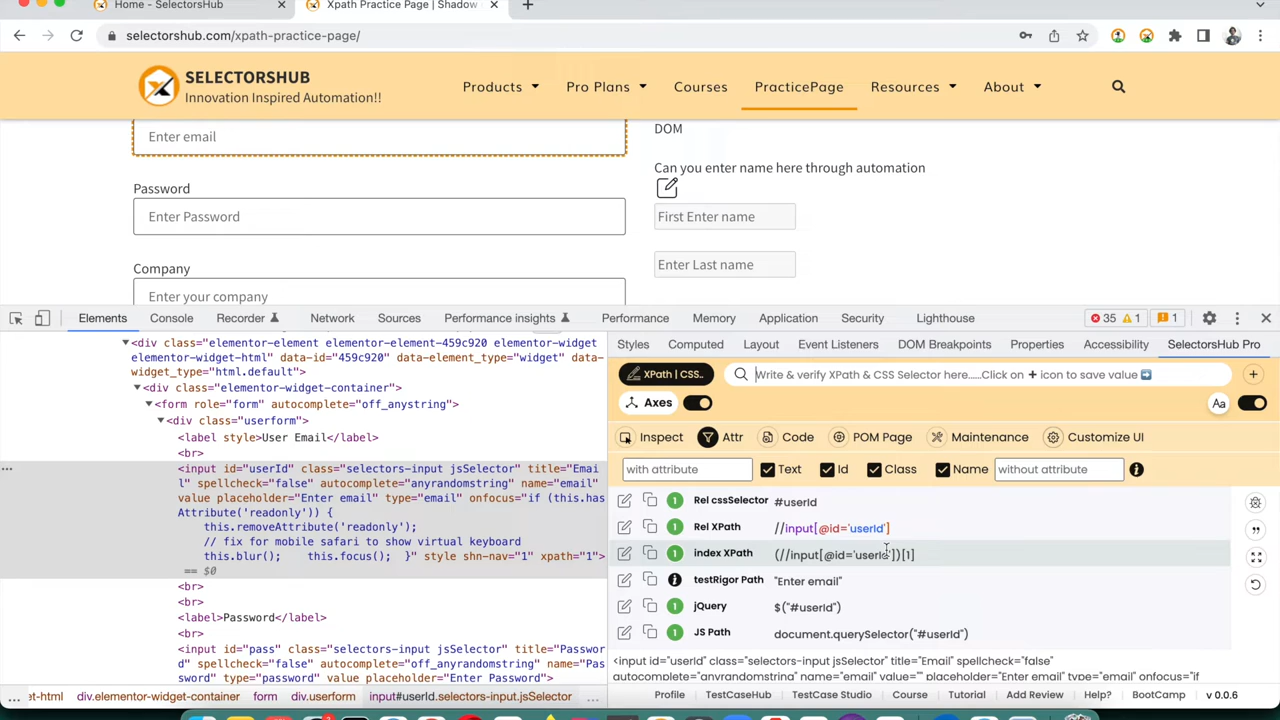 Home - SelectorsHub
Xpath Practice Page | Shadow
selectorshub.com/xpath-practice-page/
SELECTORSHUB
Innovation Inspired Automation!!
Products Pro Plans Courses PracticePage Resources About
Enter email
DOM
Can you enter name here through automation
Password
Enter Password
First Enter name
Enter Last name
Company
Enter your company
Elements Console Recorder Network Sources Performance insights Performance Memory Application Security Lighthouse 35 1 1
<div class="elementor-element elementor-element-459c920 elementor-widget
elementor-widget-html" data-id="459c920" data-element_type="widget" data-
widget_type="html.default">
<div class="elementor-widget-container">
<form role="form" autocomplete="off_anystring">
<div class="userform">
<label style>User Email</label>
<br>
<input id="userId" class="selectors-input jsSelector" title="Emai
l" spellcheck="false" autocomplete="anyrandomstring" name="email"
value placeholder="Enter email" type="email" onfocus="if (this.has
Attribute('readonly')) {
this.removeAttribute('readonly');
// fix for mobile safari to show virtual keyboard
this.blur(); this.focus(); }" style shn-nav="1" xpath="1">
== $0
<br>
<br>
<label>Password</label>
<br>
<input id="pass" class="selectors-input jsSelector" title="Passwo
rd" spellcheck="false" autocomplete="off_anyrandomstring" name="Pas
sword" value placeholder="Enter Password" type="password"
et-html div.elementor-widget-container form div.userform input#userId.selectors-input.jsSelector ...
Styles Computed Layout Event Listeners DOM Breakpoints Properties Accessibility SelectorsHub Pro
XPath | CSS..
Write & verify XPath & CSS Selector here......Click on + icon to save value
Axes
Aa
Inspect Attr Code POM Page Maintenance Customize UI
with attribute Text Id Class Name without attribute
1 Rel cssSelector #userId
1 Rel XPath //input[@id='userId']
1 index XPath (//input[@id='userId'])[1]
testRigor Path "Enter email"
1 jQuery $("#userId")
1 JS Path document.querySelector("#userId")
<input id="userId" class="selectors-input jsSelector" title="Email" spellcheck="false"
autocomplete="anyrandomstring" name="email" value="" placeholder="Enter email" type="email" onfocus="if
Profile TestCaseHub TestCase Studio Course Tutorial Add Review Help? BootCamp v 0.0.6